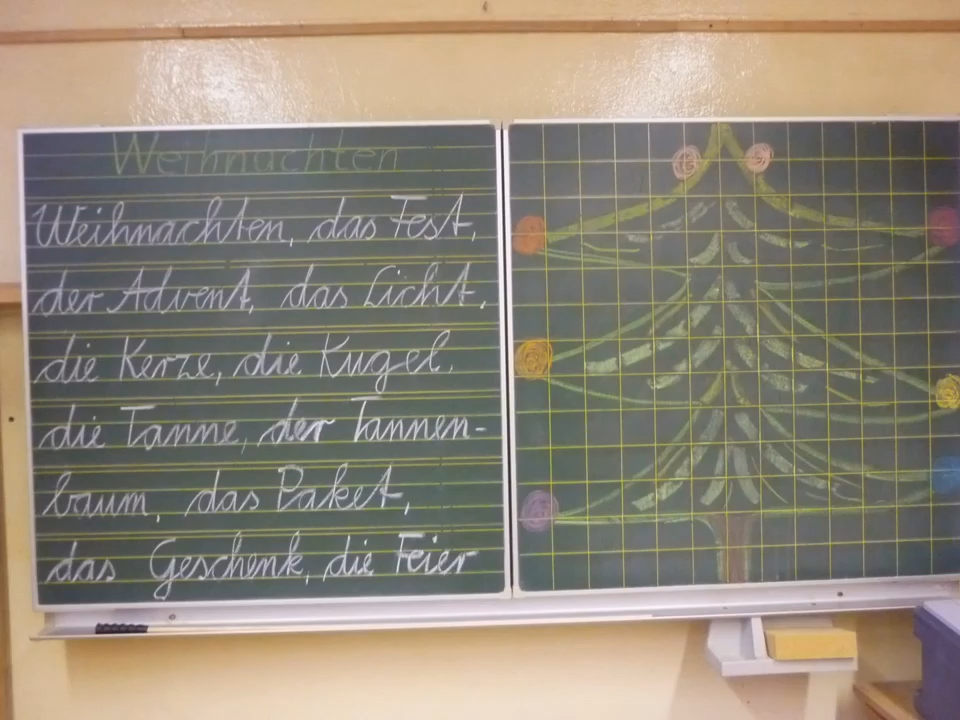 Weihnachten
Weihnachten, das Fest,
der Advent, das Licht,
die Kerze, die Kugel,
die Tanne, der Tannen-
baum, das Paket,
das Geschenk, die Feier